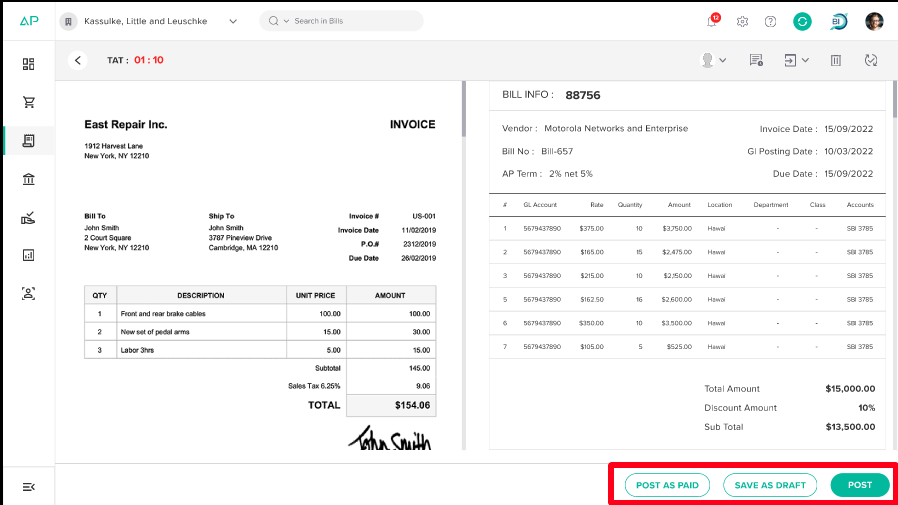 AP Kassulke, Little and Leuschke Search in Bills 12 BI
TAT : 01 : 10
East Repair Inc. INVOICE
1912 Harvest Lane
New York, NY 12210
Bill To Ship To Invoice # US-001
John Smith John Smith Invoice Date 11/02/2019
2 Court Square 3787 Pineview Drive P.O.# 2312/2019
New York, NY 12210 Cambridge, MA 12210 Due Date 26/02/2019
QTY DESCRIPTION UNIT PRICE AMOUNT
1 Front and rear brake cables 100.00 100.00
2 New set of pedal arms 15.00 30.00
3 Labor 3hrs 5.00 15.00
Subtotal 145.00
Sales Tax 6.25% 9.06
TOTAL $154.06
John Smith
BILL INFO : 88756
Vendor : Motorola Networks and Enterprise Invoice Date : 15/09/2022
Bill No : Bill-657 Gl Posting Date : 10/03/2022
AP Term : 2% net 5% Due Date : 15/09/2022
# GL Account Rate Quantity Amount Location Department Class Accounts
1 5679437890 $375.00 10 $3,750.00 Hawai - - SBI 3785
2 5679437890 $165.00 15 $2,475.00 Hawai - - SBI 3785
3 5679437890 $215.00 10 $2,150.00 Hawai - - SBI 3785
5 5679437890 $162.50 16 $2,600.00 Hawai - - SBI 3785
6 5679437890 $350.00 10 $3,500.00 Hawai - - SBI 3785
7 5679437890 $105.00 5 $525.00 Hawai - - SBI 3785
Total Amount $15,000.00
Discount Amount 10%
Sub Total $13,500.00
POST AS PAID SAVE AS DRAFT POST